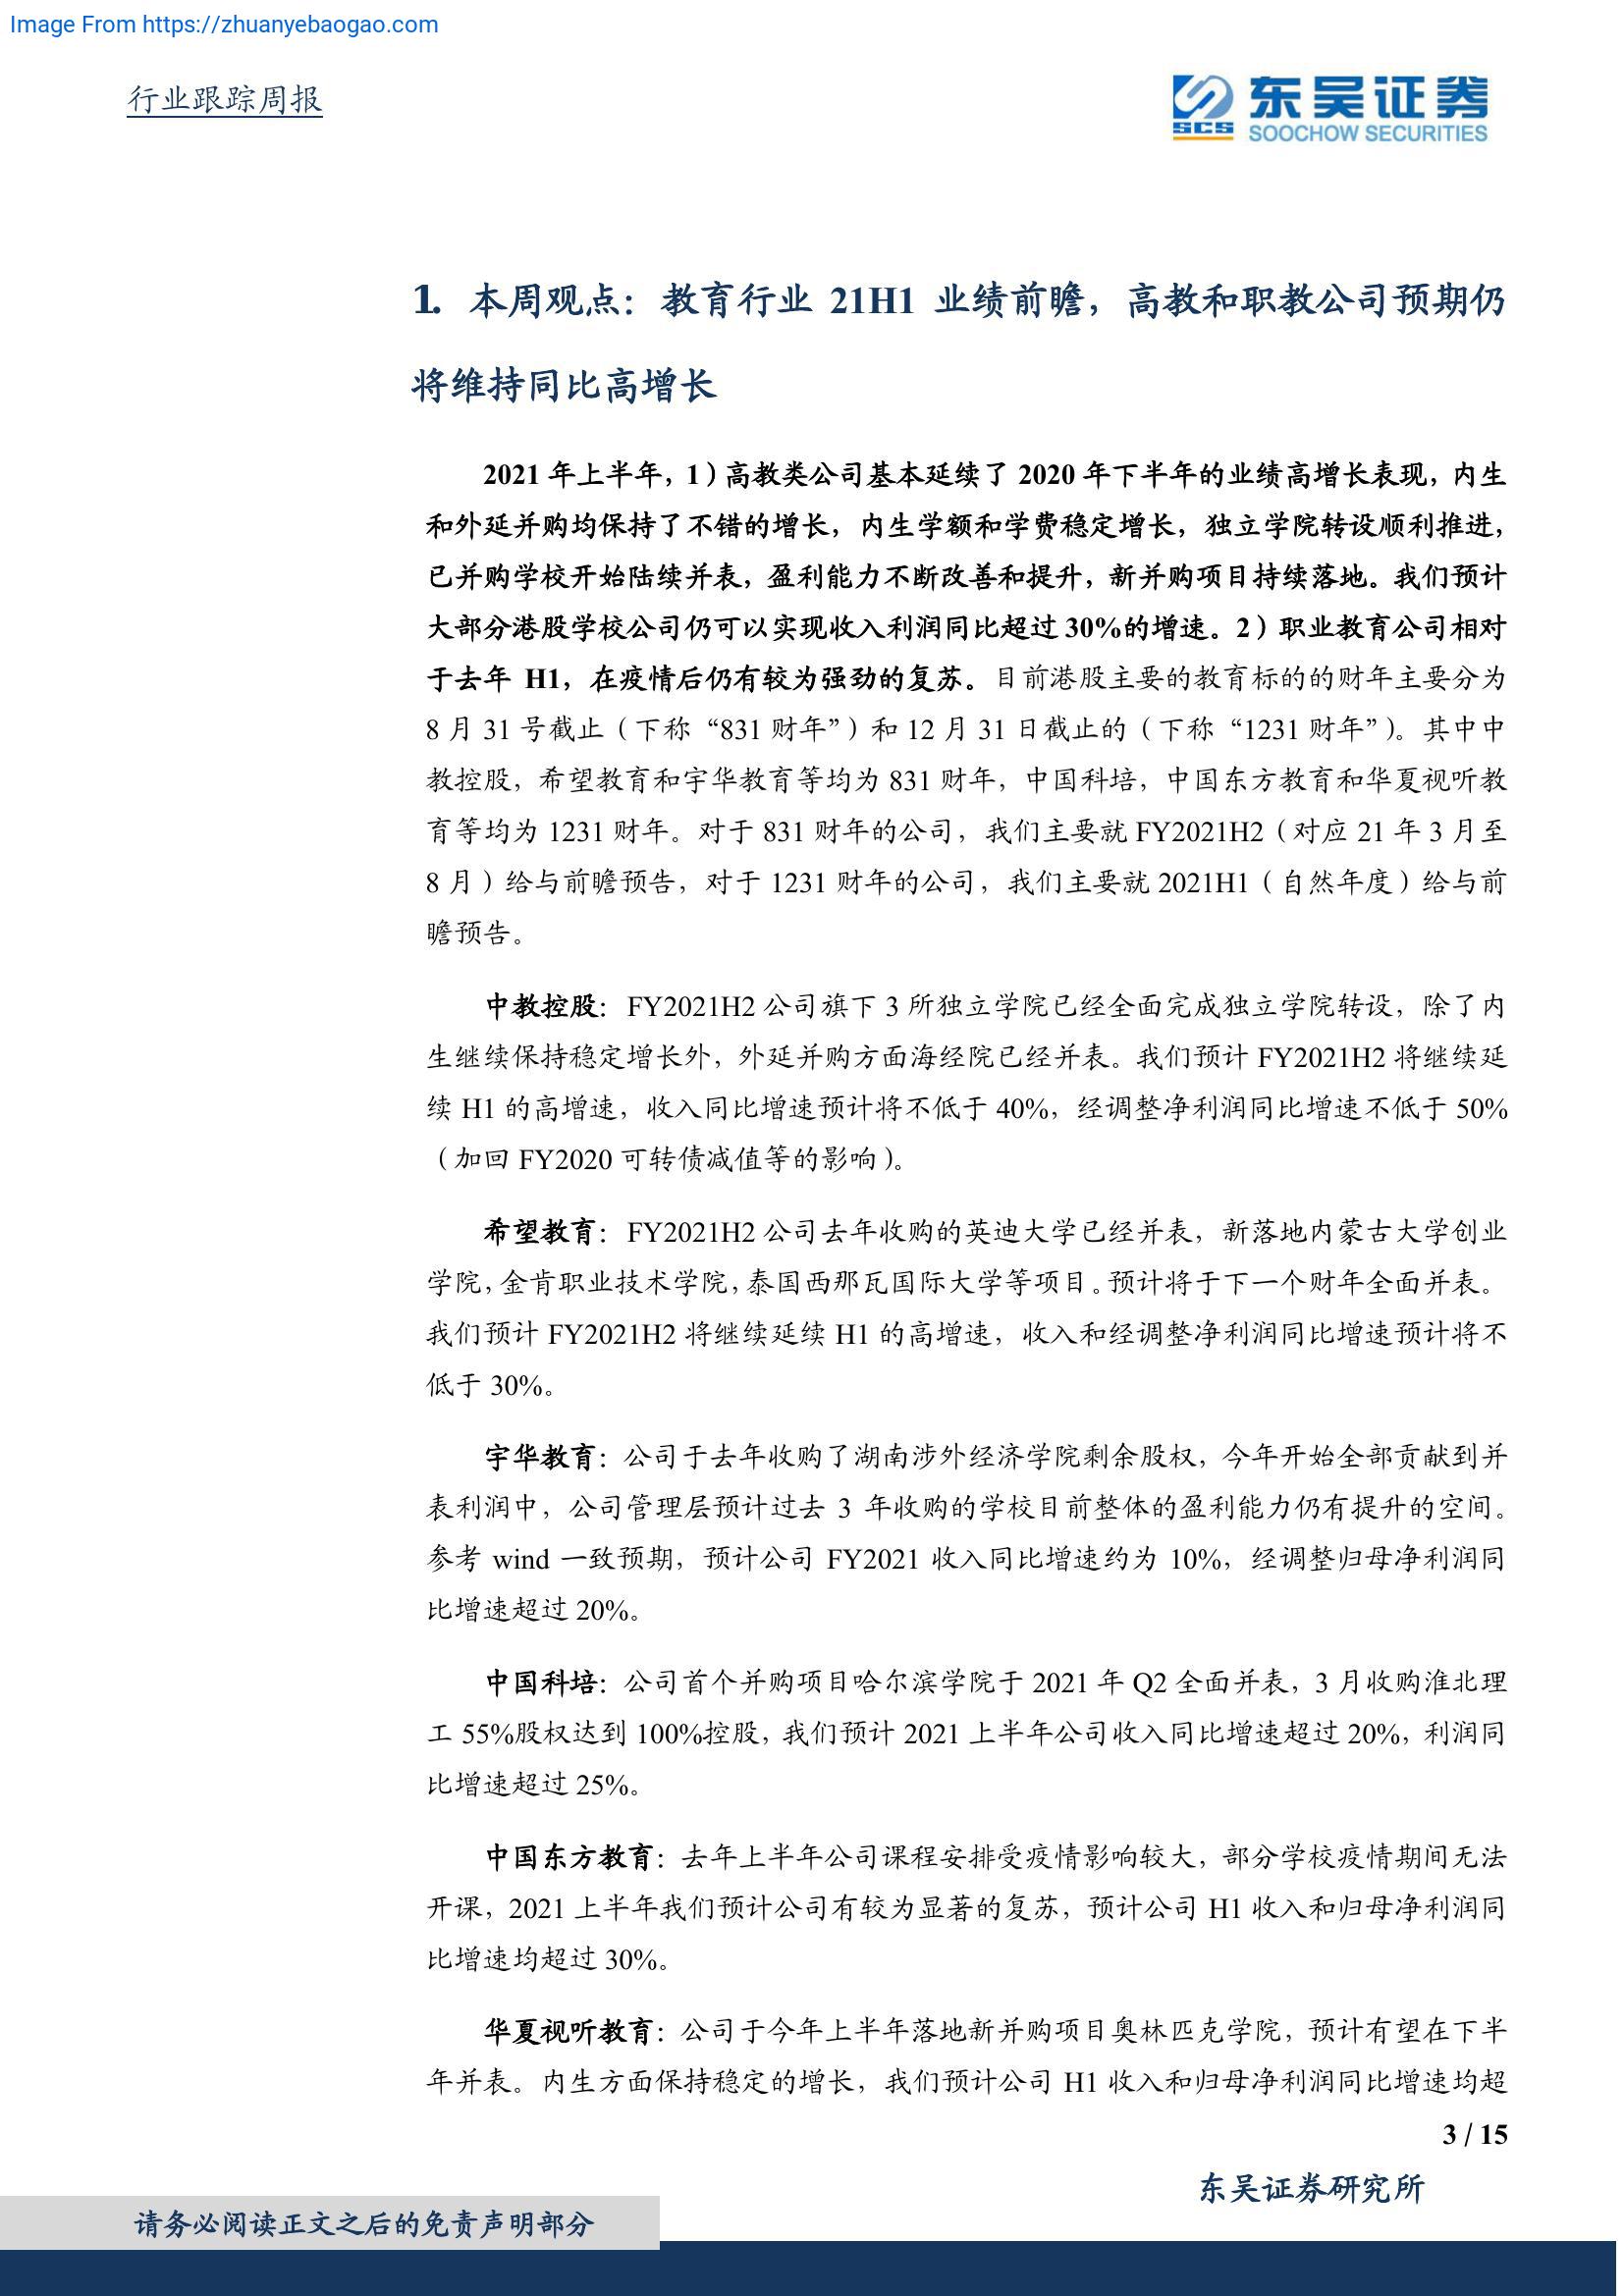 Image From https://zhuanyebaogao.com
行业跟踪周报
SCS 东吴证券
SOOCHOW SECURITIES
1. 本周观点：教育行业 21H1 业绩前瞻，高教和职教公司预期仍
将维持同比高增长
2021 年上半年，1）高教类公司基本延续了 2020 年下半年的业绩高增长表现，内生
和外延并购均保持了不错的增长，内生学额和学费稳定增长，独立学院转设顺利推进，
已并购学校开始陆续并表，盈利能力不断改善和提升，新并购项目持续落地。我们预计
大部分港股学校公司仍可以实现收入利润同比超过 30%的增速。2）职业教育公司相对
于去年 H1，在疫情后仍有较为强劲的复苏。目前港股主要的教育标的的财年主要分为
8 月 31 号截止（下称“831 财年”）和 12 月 31 日截止的（下称“1231 财年”）。其中中
教控股，希望教育和宇华教育等均为 831 财年，中国科培，中国东方教育和华夏视听教
育等均为 1231 财年。对于 831 财年的公司，我们主要就 FY2021H2（对应 21 年 3 月至
8 月）给与前瞻预告，对于 1231 财年的公司，我们主要就 2021H1（自然年度）给与前
瞻预告。
中教控股：FY2021H2 公司旗下 3 所独立学院已经全面完成独立学院转设，除了内
生继续保持稳定增长外，外延并购方面海经院已经并表。我们预计 FY2021H2 将继续延
续 H1 的高增速，收入同比增速预计将不低于 40%，经调整净利润同比增速不低于 50%
（加回 FY2020 可转债减值等的影响）。
希望教育：FY2021H2 公司去年收购的英迪大学已经并表，新落地内蒙古大学创业
学院，金肯职业技术学院，泰国西那瓦国际大学等项目。预计将于下一个财年全面并表。
我们预计 FY2021H2 将继续延续 H1 的高增速，收入和经调整净利润同比增速预计将不
低于 30%。
宇华教育：公司于去年收购了湖南涉外经济学院剩余股权，今年开始全部贡献到并
表利润中，公司管理层预计过去 3 年收购的学校目前整体的盈利能力仍有提升的空间。
参考 wind 一致预期，预计公司 FY2021 收入同比增速约为 10%，经调整归母净利润同
比增速超过 20%。
中国科培：公司首个并购项目哈尔滨学院于 2021 年 Q2 全面并表，3 月收购淮北理
工 55%股权达到 100%控股，我们预计 2021 上半年公司收入同比增速超过 20%，利润同
比增速超过 25%。
中国东方教育：去年上半年公司课程安排受疫情影响较大，部分学校疫情期间无法
开课，2021 上半年我们预计公司有较为显著的复苏，预计公司 H1 收入和归母净利润同
比增速均超过 30%。
华夏视听教育：公司于今年上半年落地新并购项目奥林匹克学院，预计有望在下半
年并表。内生方面保持稳定的增长，我们预计公司 H1 收入和归母净利润同比增速均超
3 / 15
东吴证券研究所
请务必阅读正文之后的免责声明部分